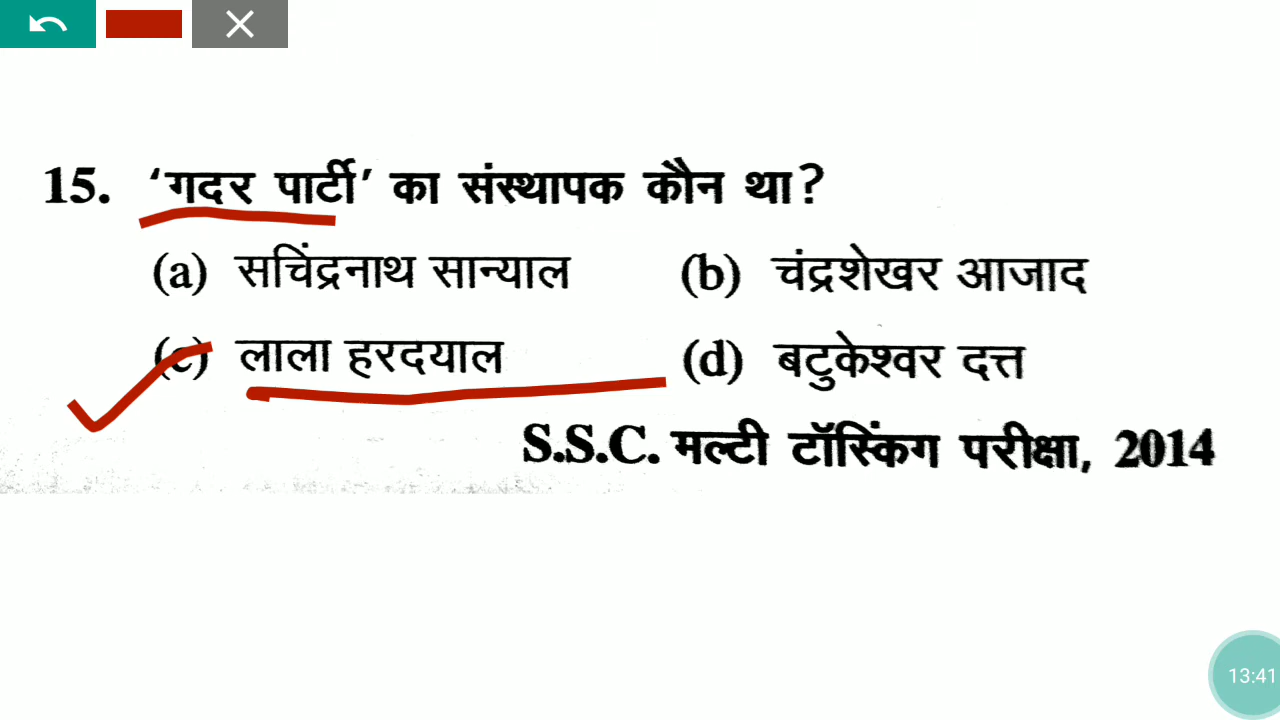 15. ‘गदर पार्टी’ का संस्थापक कौन था?
(a) सचिंद्रनाथ सान्याल (b) चंद्रशेखर आजाद
(c) लाला हरदयाल (d) बटुकेश्वर दत्त
S.S.C. मल्टी टॉस्किंग परीक्षा, 2014
13:41